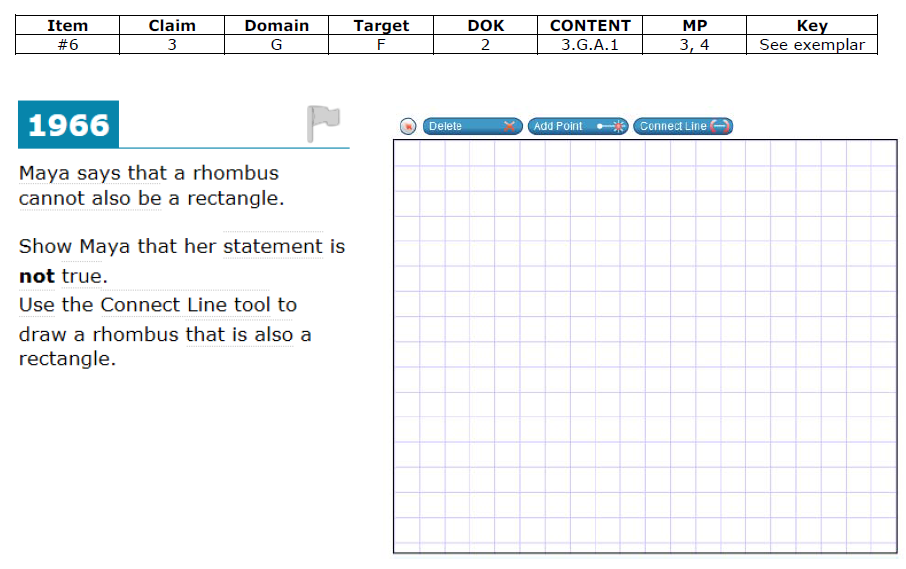 Item Claim Domain Target DOK CONTENT MP Key
#6 3 G F 2 3.G.A.1 3, 4 See exemplar
1966
Delete Add Point Connect Line
Maya says that a rhombus
cannot also be a rectangle.
Show Maya that her statement is
not true.
Use the Connect Line tool to
draw a rhombus that is also a
rectangle.